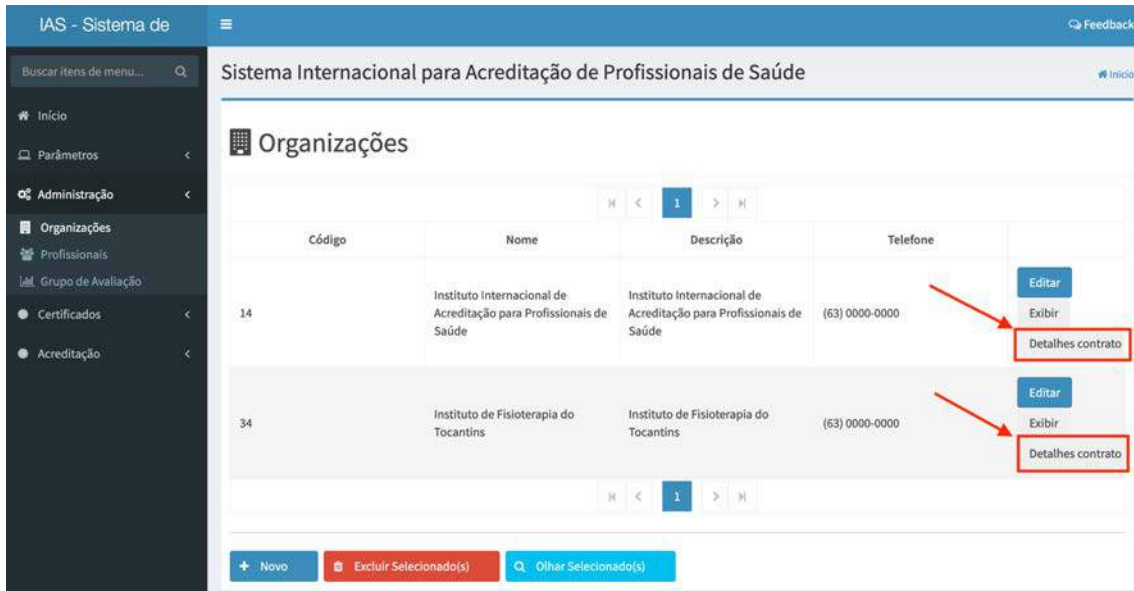 IAS - Sistema de
Feedback
Buscar itens de menu...
Sistema Internacional para Acreditação de Profissionais de Saúde
Início
Início
Parâmetros
Administração
Organizações
Profissionais
Grupo de Avaliação
Certificados
Acreditação
Organizações
1
Código Nome Descrição Telefone
14
Instituto Internacional de
Acreditação para Profissionais de
Saúde
Instituto Internacional de
Acreditação para Profissionais de
Saúde
(63) 0000-0000
Editar
Exibir
Detalhes contrato
34
Instituto de Fisioterapia do
Tocantins
Instituto de Fisioterapia do
Tocantins
(63) 0000-0000
Editar
Exibir
Detalhes contrato
1
+ Novo
Excluir Selecionado(s)
Olhar Selecionado(s)